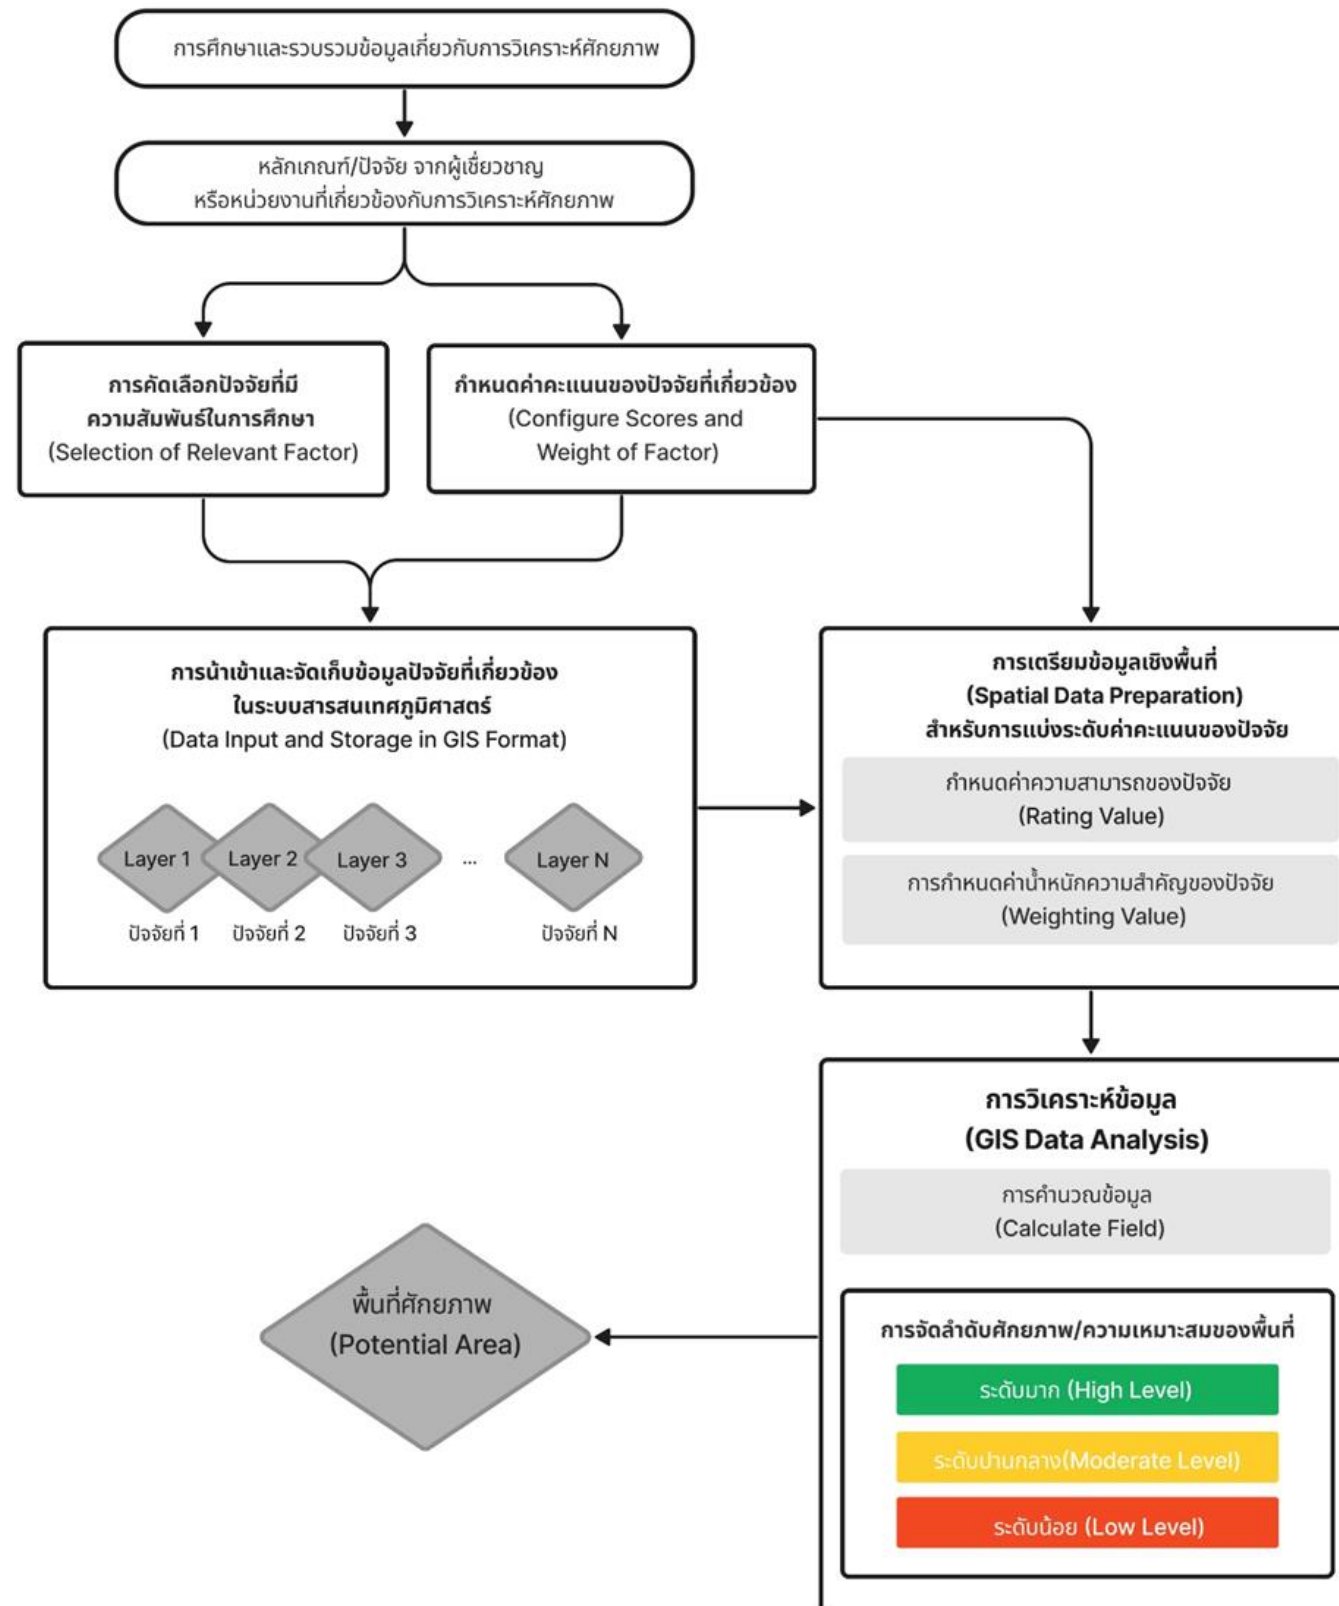 การศึกษาและรวบรวมข้อมูลเกี่ยวกับการวิเคราะห์ศักยภาพ
หลักเกณฑ์/ปัจจัย จากผู้เชี่ยวชาญ
หรือหน่วยงานที่เกี่ยวข้องกับการวิเคราะห์ศักยภาพ
การคัดเลือกปัจจัยที่มี
ความสัมพันธ์ในการศึกษา
(Selection of Relevant Factor)
กำหนดค่าคะแนนของปัจจัยที่เกี่ยวข้อง
(Configure Scores and
Weight of Factor)
การนำเข้าและจัดเก็บข้อมูลปัจจัยที่เกี่ยวข้อง
ในระบบสารสนเทศภูมิศาสตร์
(Data Input and Storage in GIS Format)
Layer 1 Layer 2 Layer 3 ... Layer N
ปัจจัยที่ 1 ปัจจัยที่ 2 ปัจจัยที่ 3 ปัจจัยที่ N
การเตรียมข้อมูลเชิงพื้นที่
(Spatial Data Preparation)
สำหรับการแบ่งระดับค่าคะแนนของปัจจัย
กำหนดค่าความสามารถของปัจจัย
(Rating Value)
การกำหนดค่าน้ำหนักความสำคัญของปัจจัย
(Weighting Value)
การวิเคราะห์ข้อมูล
(GIS Data Analysis)
การคำนวณข้อมูล
(Calculate Field)
การจัดลำดับศักยภาพ/ความเหมาะสมของพื้นที่
ระดับมาก (High Level)
ระดับปานกลาง(Moderate Level)
ระดับน้อย (Low Level)
พื้นที่ศักยภาพ
(Potential Area)